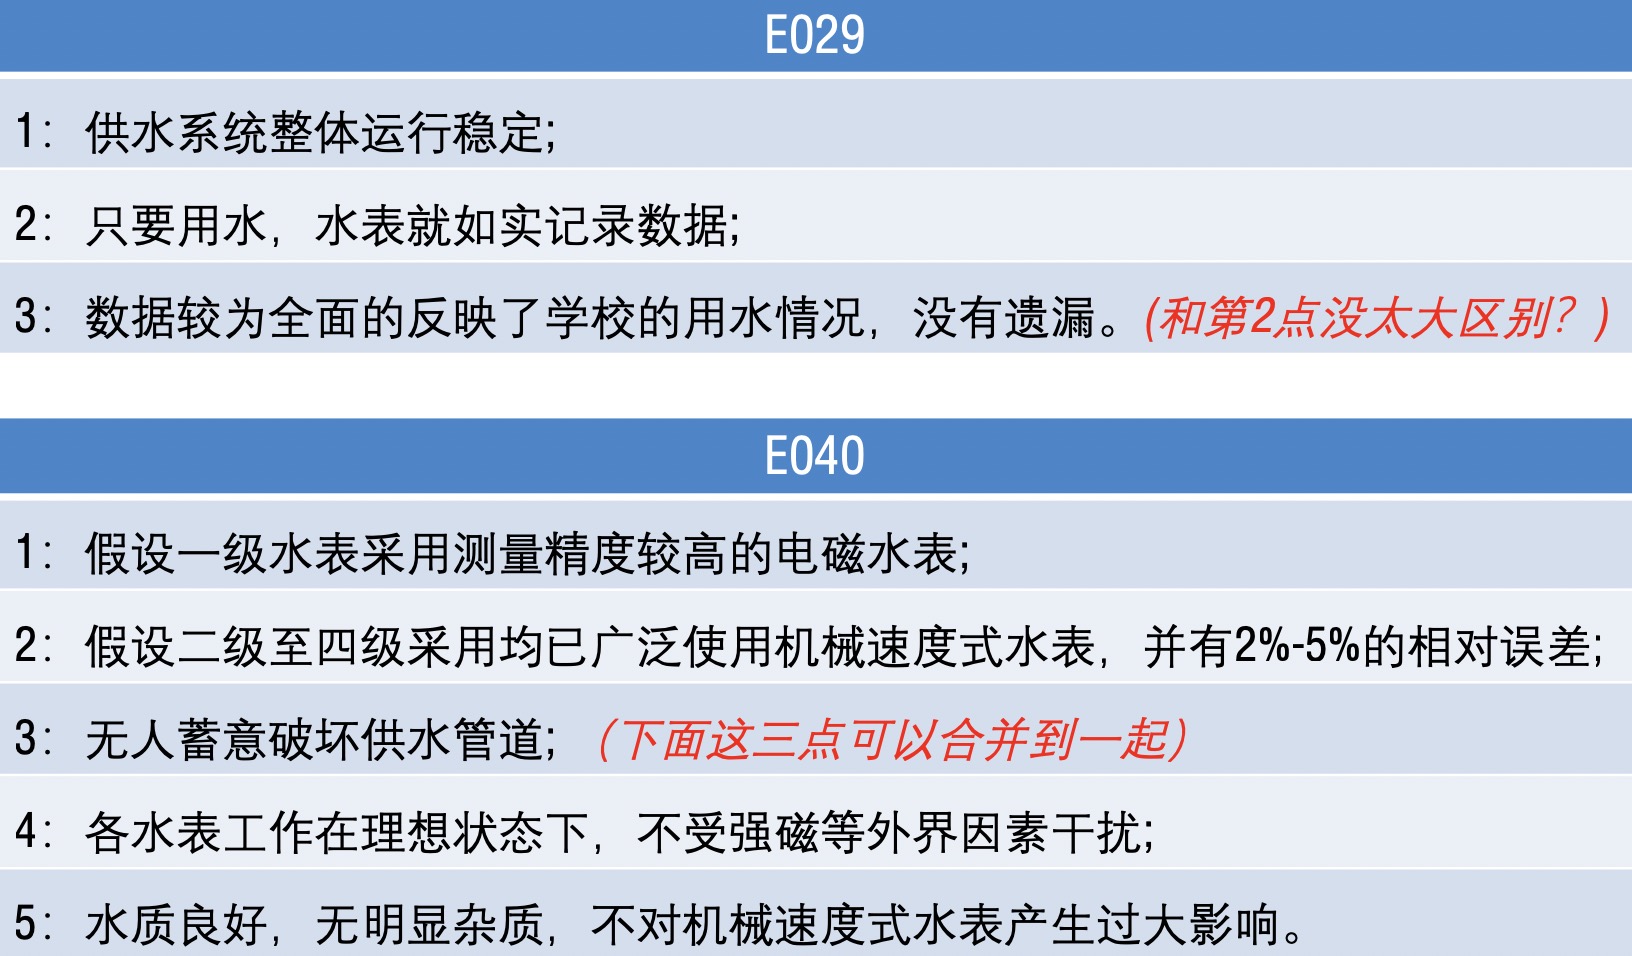 E029
1：供水系统整体运行稳定;
2：只要用水，水表就如实记录数据;
3：数据较为全面的反映了学校的用水情况，没有遗漏。(和第2点没太大区别？)
E040
1：假设一级水表采用测量精度较高的电磁水表;
2：假设二级至四级采用均已广泛使用机械速度式水表，并有2%-5%的相对误差;
3：无人蓄意破坏供水管道;（下面这三点可以合并到一起）
4：各水表工作在理想状态下，不受强磁等外界因素干扰;
5：水质良好，无明显杂质，不对机械速度式水表产生过大影响。